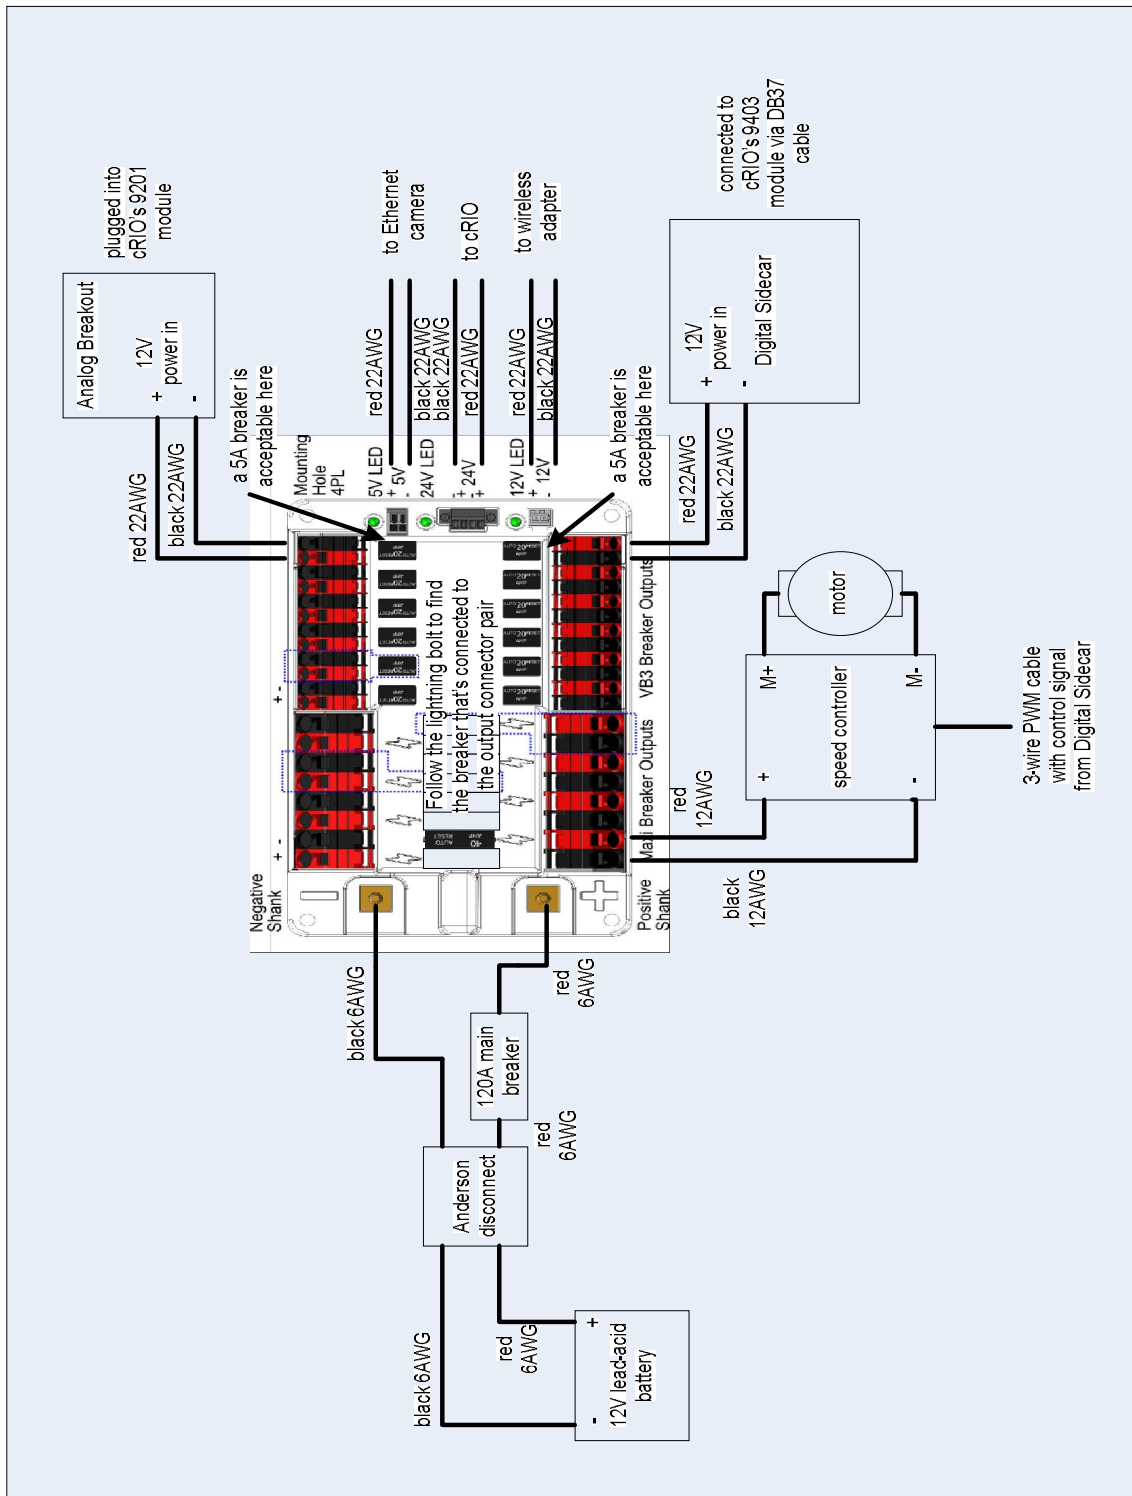 plugged into
cRIO's 9201
module
Analog Breakout
12V
power in
+
-
red 22AWG
black 22AWG
a 5A breaker is
acceptable here
to Ethernet
camera
to cRIO
to wireless
adapter
red 22AWG
black 22AWG
black 22AWG
red 22AWG
red 22AWG
black 22AWG
connected to
cRIO's 9403
module via DB37
cable
12V
power in
+
-
Digital Sidecar
a 5A breaker is
acceptable here
red 22AWG
black 22AWG
Mounting
Hole
4PL
5V LED
+ 5V
-
24V LED
-
+ 24V
-
+
12V LED
+
- 12V
+ -
+ -
Follow the lightning bolt to find
the breaker that's connected to
the output connector pair
40
AMP
AUTO
RESET
Maxi Breaker Outputs
VB3 Breaker Outputs
Negative
Shank
Positive
Shank
motor
M+
M-
speed controller
+
-
3-wire PWM cable
with control signal
from Digital Sidecar
red
12AWG
black
12AWG
black 6AWG
red
6AWG
120A main
breaker
red
6AWG
Anderson
disconnect
black 6AWG
red
6AWG
-
+
12V lead-acid
battery